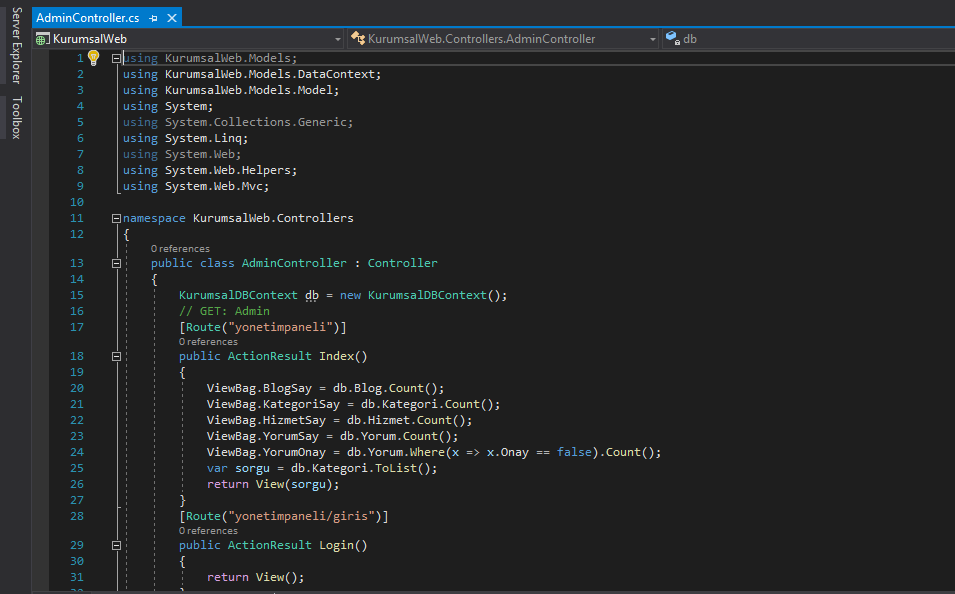 Server Explorer
Toolbox
AdminController.cs
KurumsalWeb KurumsalWeb.Controllers.AdminController db
1 using KurumsalWeb.Models;
2 using KurumsalWeb.Models.DataContext;
3 using KurumsalWeb.Models.Model;
4 using System;
5 using System.Collections.Generic;
6 using System.Linq;
7 using System.Web;
8 using System.Web.Helpers;
9 using System.Web.Mvc;
10
11 namespace KurumsalWeb.Controllers
12 {
0 references
13 public class AdminController : Controller
14 {
15 KurumsalDBContext db = new KurumsalDBContext();
16 // GET: Admin
17 [Route("yonetimpaneli")]
0 references
18 public ActionResult Index()
19 {
20 ViewBag.BlogSay = db.Blog.Count();
21 ViewBag.KategoriSay = db.Kategori.Count();
22 ViewBag.HizmetSay = db.Hizmet.Count();
23 ViewBag.YorumSay = db.Yorum.Count();
24 ViewBag.YorumOnay = db.Yorum.Where(x => x.Onay == false).Count();
25 var sorgu = db.Kategori.ToList();
26 return View(sorgu);
27 }
28 [Route("yonetimpaneli/giris")]
0 references
29 public ActionResult Login()
30 {
31 return View();